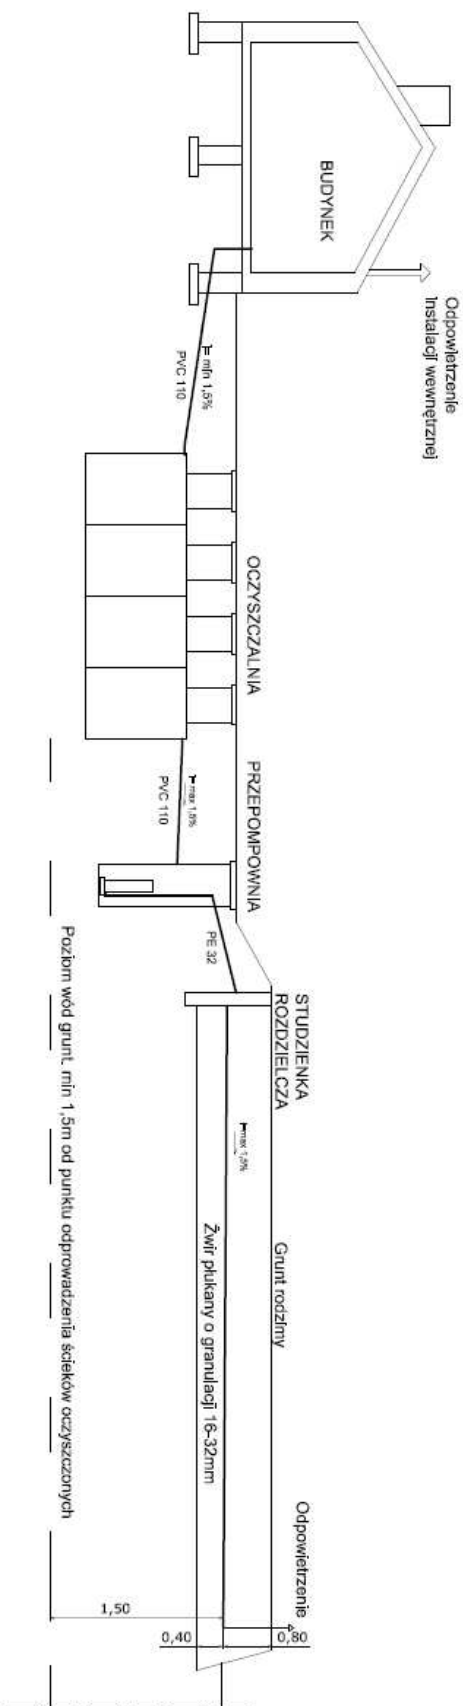 Odpowietrzenie
Instalacji wewnętrznej
BUDYNEK
i= min 1,5%
PVC 110
OCZYSZCZALNIA
i= max 1,5%
PVC 110
PRZEPOMPOWNIA
PE 32
STUDZIENKA
ROZDZIELCZA
i=max 1,5%
Grunt rodzimy
Żwir płukany o granulacji 16-32mm
Odpowietrzenie
Poziom wód grunt. min 1,5m od punktu odprowadzenia ścieków oczyszczonych
1,50
0,40
0,80